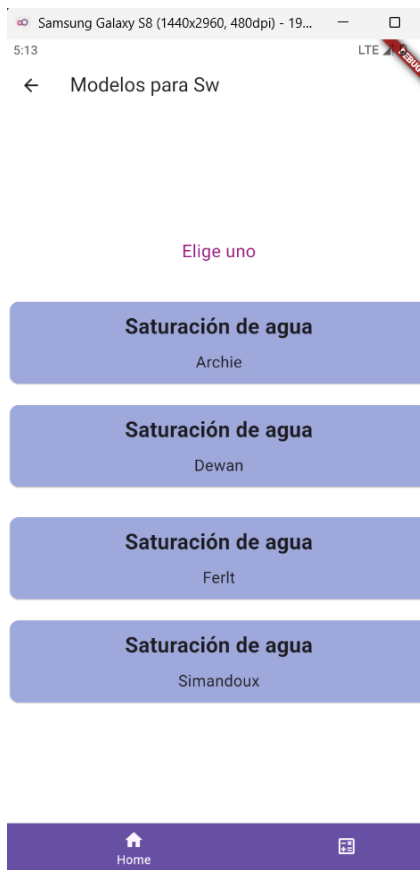 Samsung Galaxy S8 (1440x2960, 480dpi) - 19...
5:13
LTE
DEBUG
Modelos para Sw
Elige uno
Saturación de agua
Archie
Saturación de agua
Dewan
Saturación de agua
Ferlt
Saturación de agua
Simandoux
Home